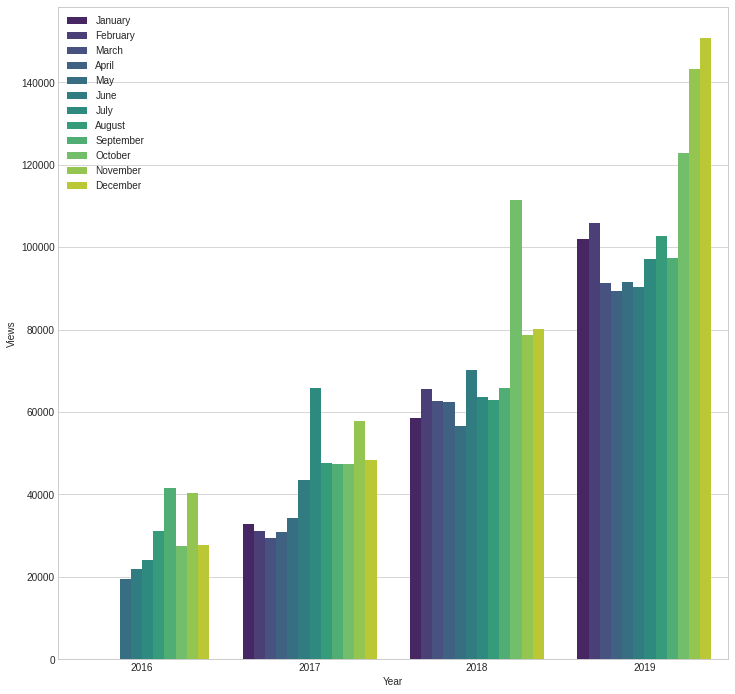 January
February
March
April
May
June
July
August
September
October
November
December
140000
120000
100000
80000
60000
40000
20000
0
Views
2016 2017 2018 2019
Year